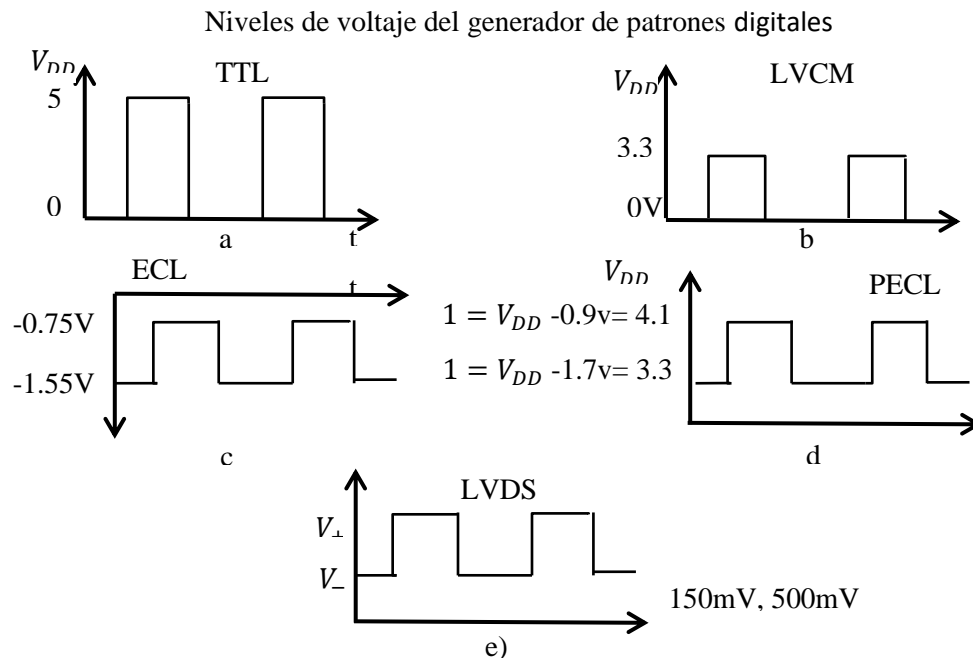 Niveles de voltaje del generador de patrones digitales
V_DD
TTL
5
0
a
t
V_DD
LVCM
3.3
0V
b
ECL
t
-0.75V
-1.55V
c
V_DD
PECL
1 = V_DD -0.9v= 4.1
1 = V_DD -1.7v= 3.3
d
LVDS
V_+
V_−
150mV, 500mV
e)